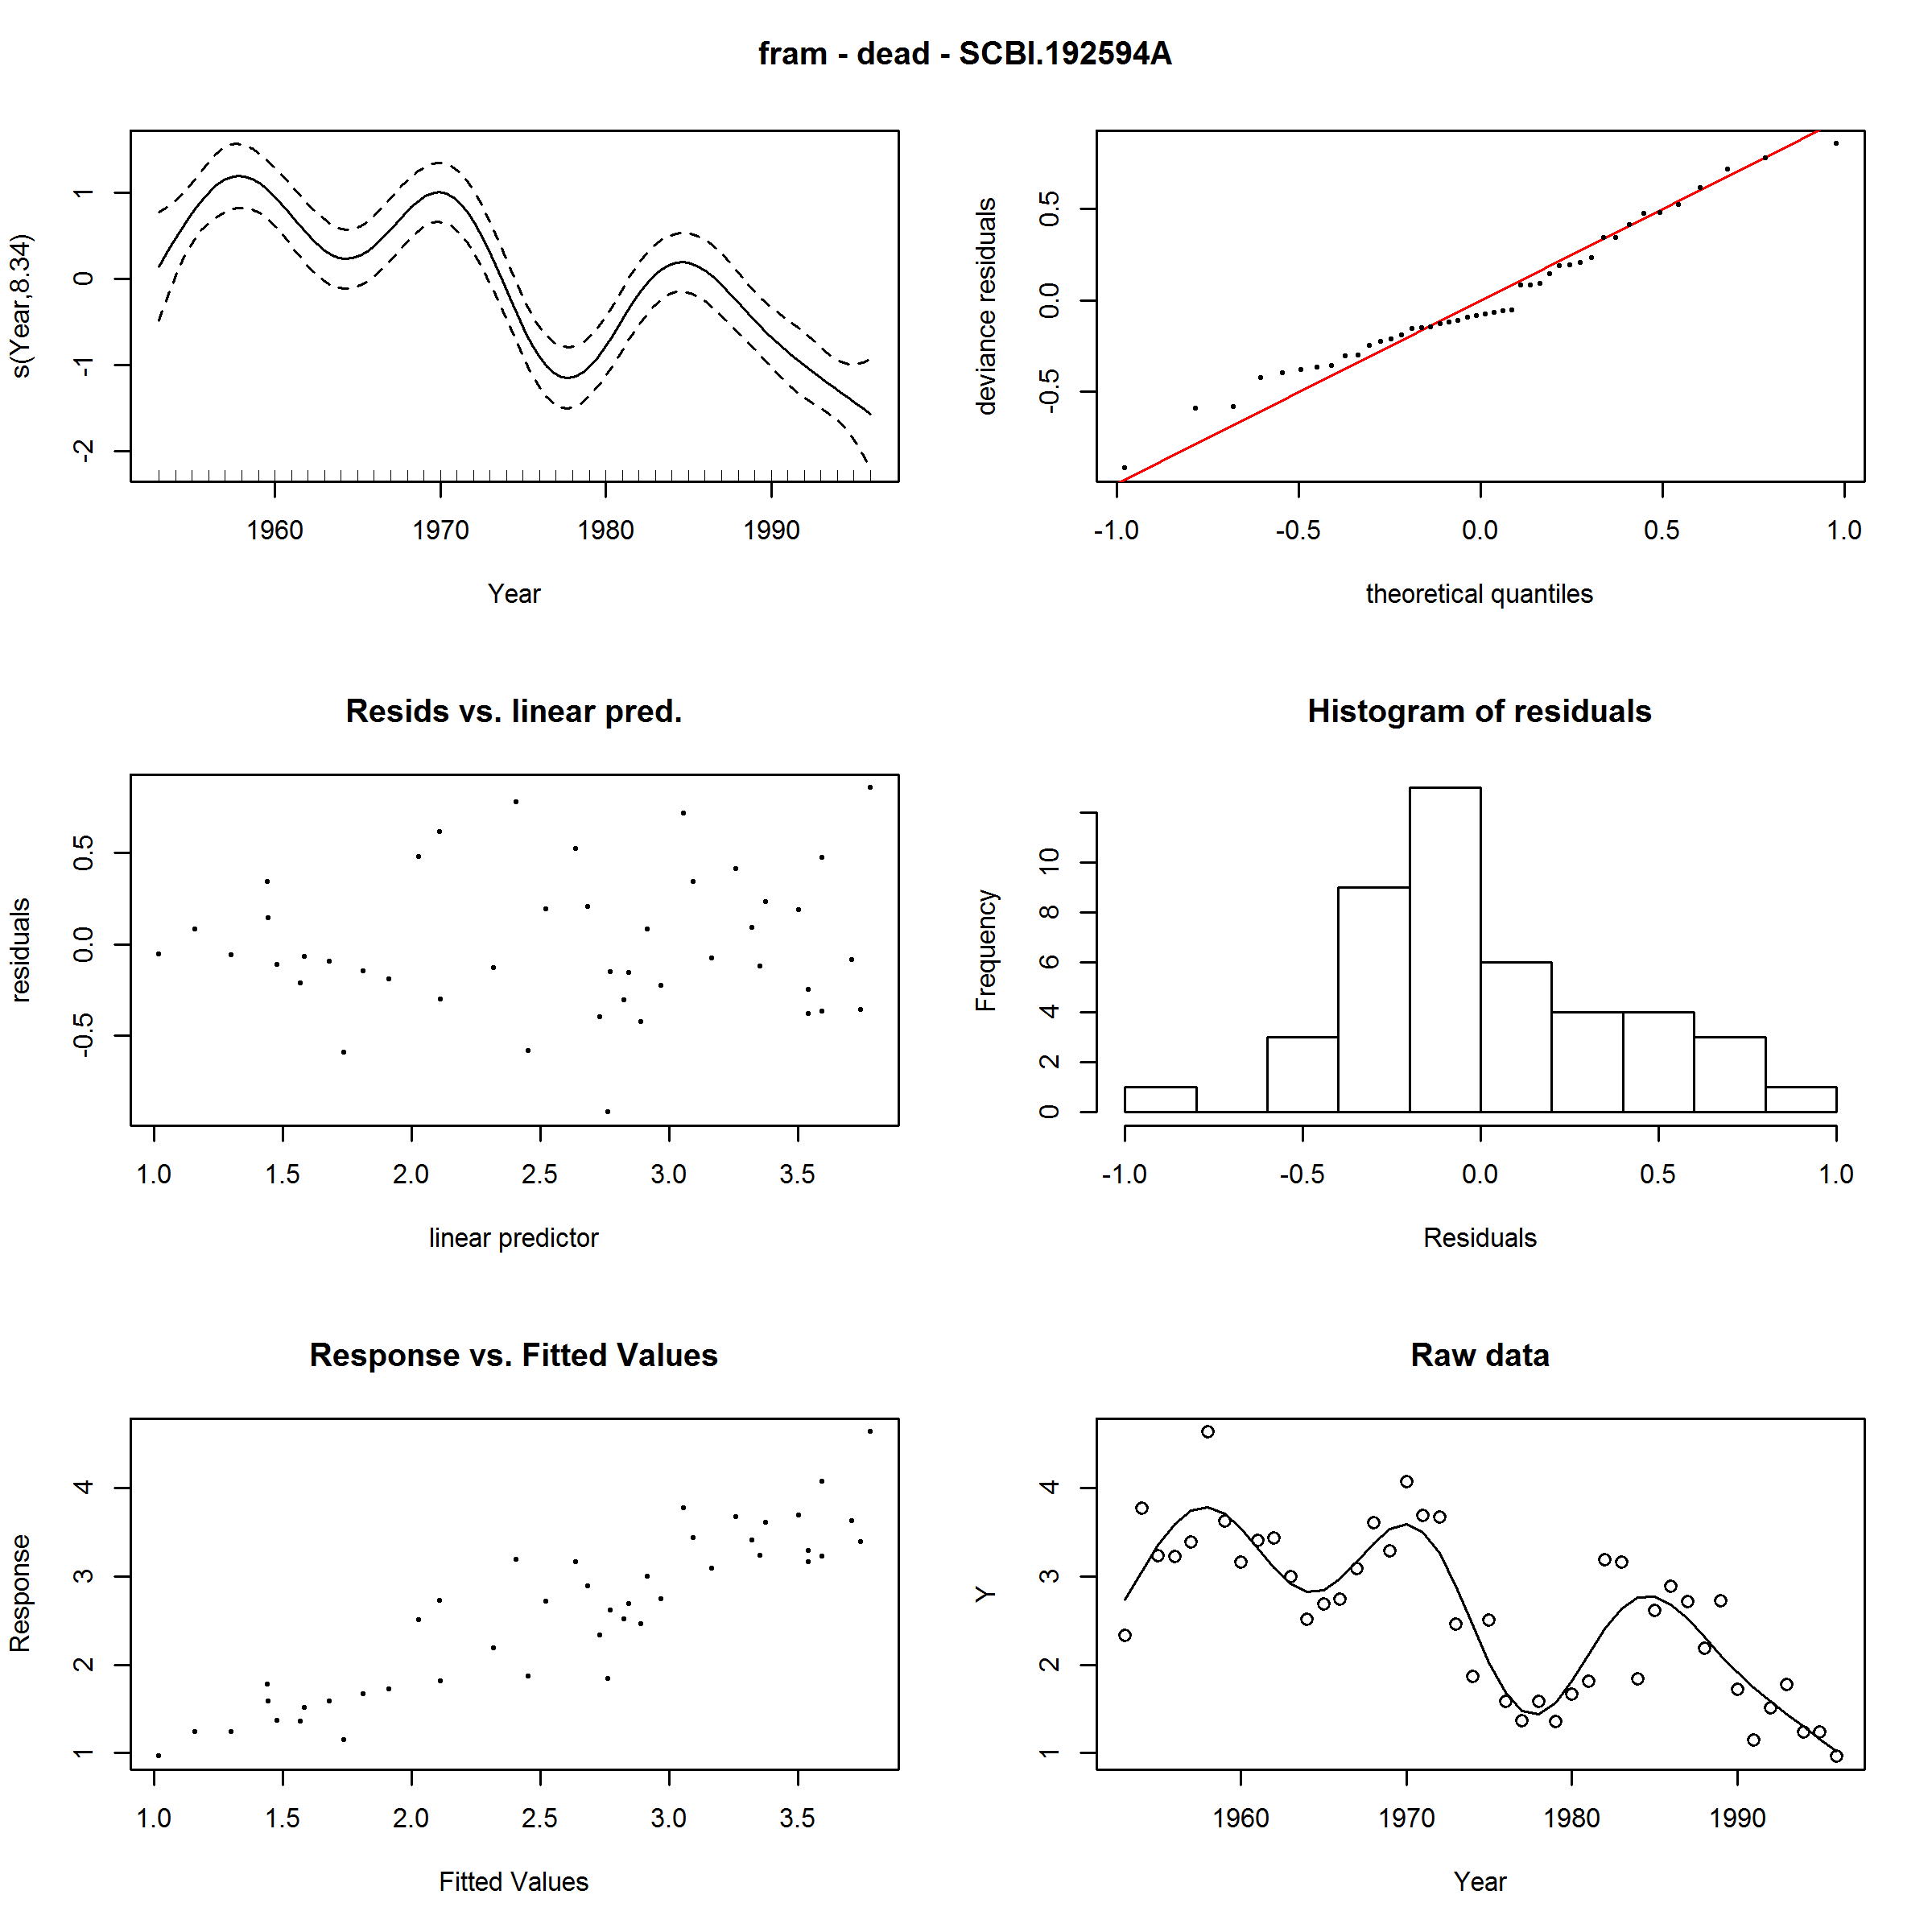 fram - dead - SCBI.192594A
s(Year,8.34)
1
0
-1
-2
1960 1970 1980 1990
Year
deviance residuals
0.5
0.0
-0.5
-1.0 -0.5 0.0 0.5 1.0
theoretical quantiles
Resids vs. linear pred.
residuals
0.5
0.0
-0.5
1.0 1.5 2.0 2.5 3.0 3.5
linear predictor
Histogram of residuals
Frequency
10
8
6
4
2
0
-1.0 -0.5 0.0 0.5 1.0
Residuals
Response vs. Fitted Values
Response
4
3
2
1
1.0 1.5 2.0 2.5 3.0 3.5
Fitted Values
Raw data
Y
4
3
2
1
1960 1970 1980 1990
Year